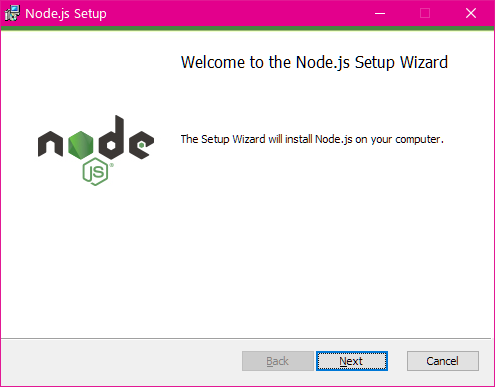 Node.js Setup
Welcome to the Node.js Setup Wizard
node
JS®
The Setup Wizard will install Node.js on your computer.
Back
Next
Cancel